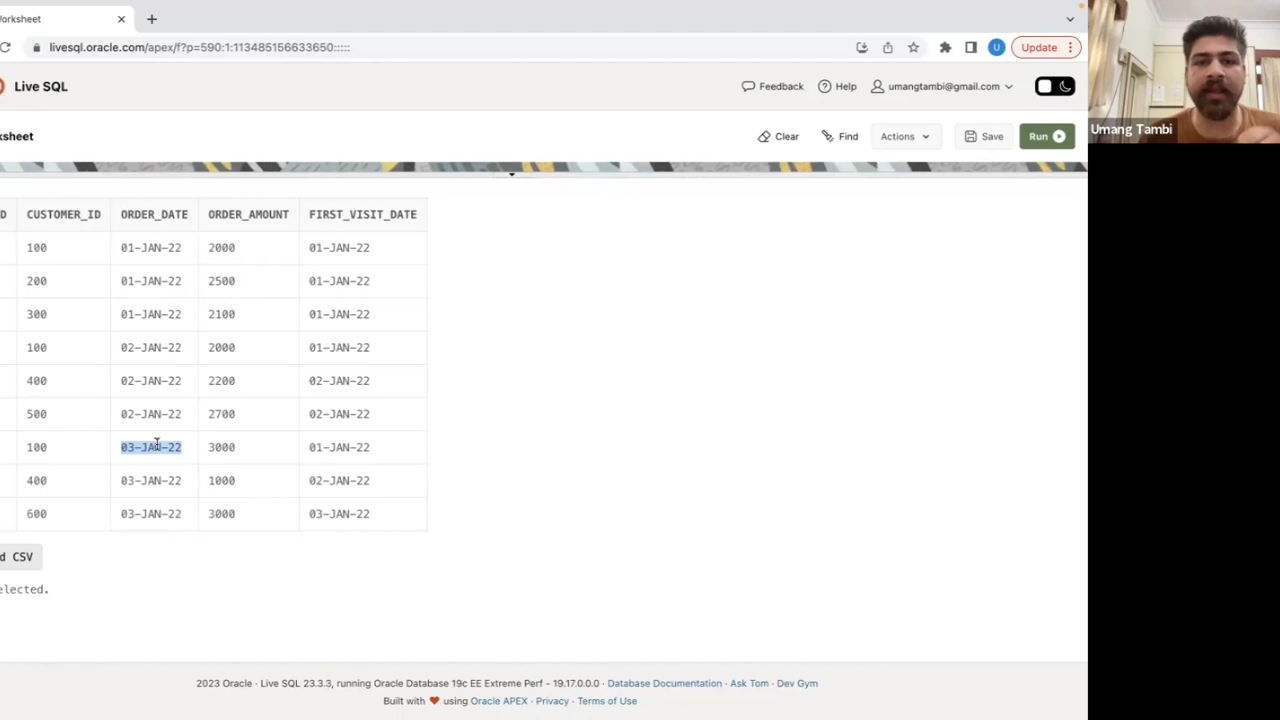 orksheet
livesql.oracle.com/apex/f?p=590:1:113485156633650:::::
U
Update
Live SQL
Feedback
Help
umangtambi@gmail.com
ksheet
Clear
Find
Actions
Save
Run
Umang Tambi
D CUSTOMER_ID ORDER_DATE ORDER_AMOUNT FIRST_VISIT_DATE
100 01-JAN-22 2000 01-JAN-22
200 01-JAN-22 2500 01-JAN-22
300 01-JAN-22 2100 01-JAN-22
100 02-JAN-22 2000 01-JAN-22
400 02-JAN-22 2200 02-JAN-22
500 02-JAN-22 2700 02-JAN-22
100 03-JAN-22 3000 01-JAN-22
400 03-JAN-22 1000 02-JAN-22
600 03-JAN-22 3000 03-JAN-22
d CSV
elected.
2023 Oracle · Live SQL 23.3.3, running Oracle Database 19c EE Extreme Perf - 19.17.0.0.0 · Database Documentation · Ask Tom · Dev Gym
Built with ❤ using Oracle APEX · Privacy · Terms of Use